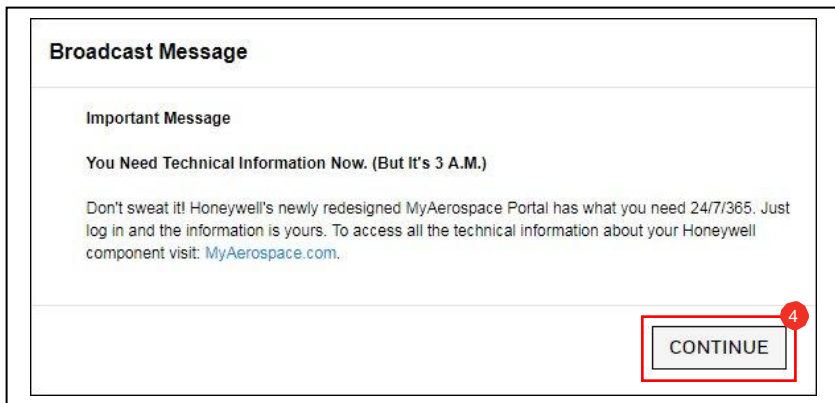 Broadcast Message
Important Message
You Need Technical Information Now. (But It's 3 A.M.)
Don't sweat it! Honeywell's newly redesigned MyAerospace Portal has what you need 24/7/365. Just
log in and the information is yours. To access all the technical information about your Honeywell
component visit: MyAerospace.com.
4
CONTINUE